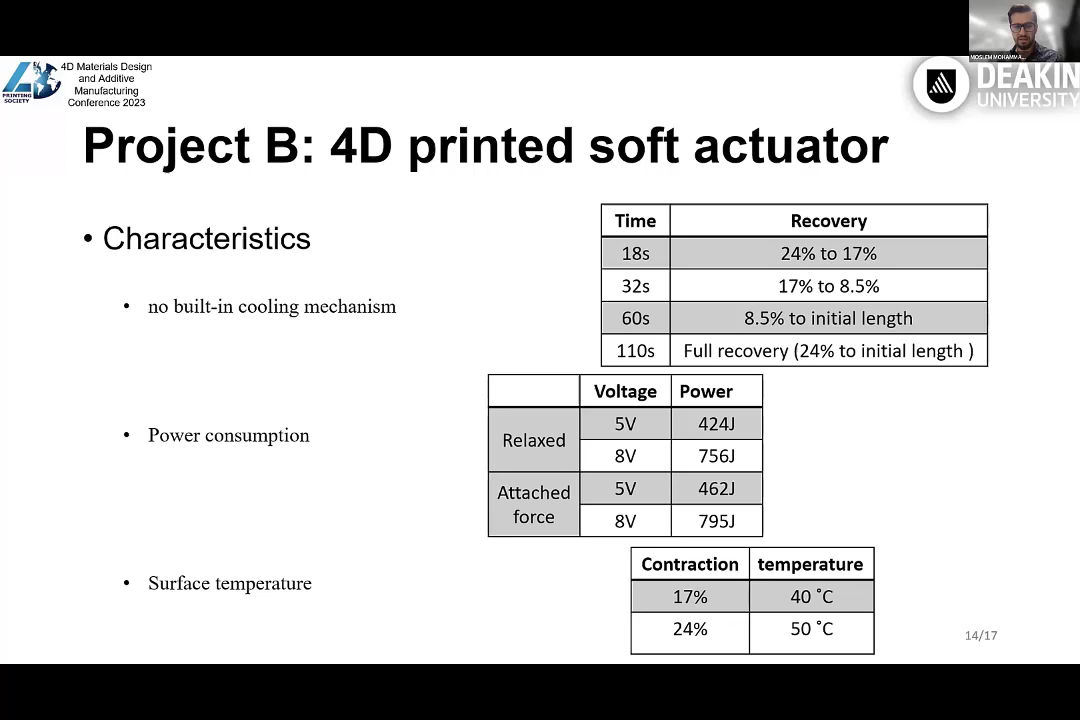 MOSLEM MOHAMMA...
4D Materials Design
and Additive
Manufacturing
Conference 2023
PRINTING
SOCIETY
DEAKIN
UNIVERSITY
Project B: 4D printed soft actuator
• Characteristics
• no built-in cooling mechanism
Time Recovery
18s 24% to 17%
32s 17% to 8.5%
60s 8.5% to initial length
110s Full recovery (24% to initial length )
• Power consumption
Voltage Power
Relaxed 5V 424J
8V 756J
Attached force 5V 462J
8V 795J
• Surface temperature
Contraction temperature
17% 40 ˚C
24% 50 ˚C
14/17